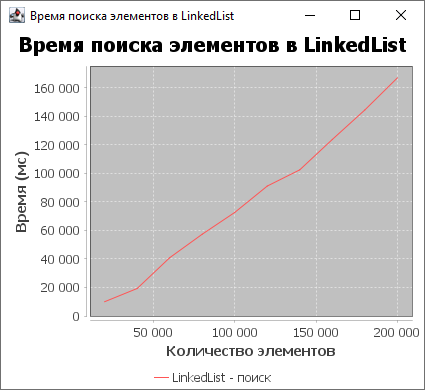 Время поиска элементов в LinkedList
Время поиска элементов в LinkedList
Время (мс)
160 000
140 000
120 000
100 000
80 000
60 000
40 000
20 000
0
50 000 100 000 150 000 200 000
Количество элементов
LinkedList - поиск